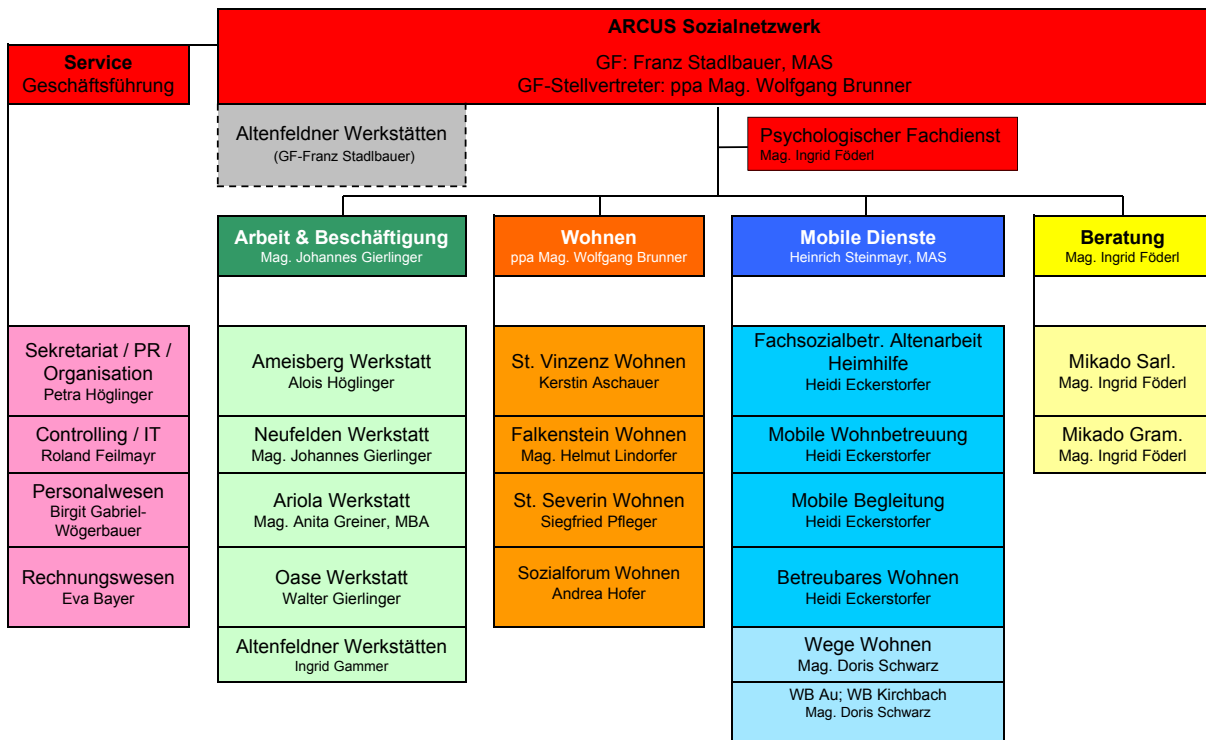 ARCUS Sozialnetzwerk
GF: Franz Stadlbauer, MAS
GF-Stellvertreter: ppa Mag. Wolfgang Brunner
Service
Geschäftsführung
Altenfeldner Werkstätten
(GF-Franz Stadlbauer)
Psychologischer Fachdienst
Mag. Ingrid Föderl
Arbeit & Beschäftigung
Mag. Johannes Gierlinger
Wohnen
ppa Mag. Wolfgang Brunner
Mobile Dienste
Heinrich Steinmayr, MAS
Beratung
Mag. Ingrid Föderl
Sekretariat / PR /
Organisation
Petra Höglinger
Controlling / IT
Roland Feilmayr
Personalwesen
Birgit Gabriel-
Wögerbauer
Rechnungswesen
Eva Bayer
Ameisberg Werkstatt
Alois Höglinger
Neufelden Werkstatt
Mag. Johannes Gierlinger
Ariola Werkstatt
Mag. Anita Greiner, MBA
Oase Werkstatt
Walter Gierlinger
Altenfeldner Werkstätten
Ingrid Gammer
St. Vinzenz Wohnen
Kerstin Aschauer
Falkenstein Wohnen
Mag. Helmut Lindorfer
St. Severin Wohnen
Siegfried Pfleger
Sozialforum Wohnen
Andrea Hofer
Fachsozialbetr. Altenarbeit
Heimhilfe
Heidi Eckerstorfer
Mobile Wohnbetreuung
Heidi Eckerstorfer
Mobile Begleitung
Heidi Eckerstorfer
Betreubares Wohnen
Heidi Eckerstorfer
Wege Wohnen
Mag. Doris Schwarz
WB Au; WB Kirchbach
Mag. Doris Schwarz
Mikado Sarl.
Mag. Ingrid Föderl
Mikado Gram.
Mag. Ingrid Föderl